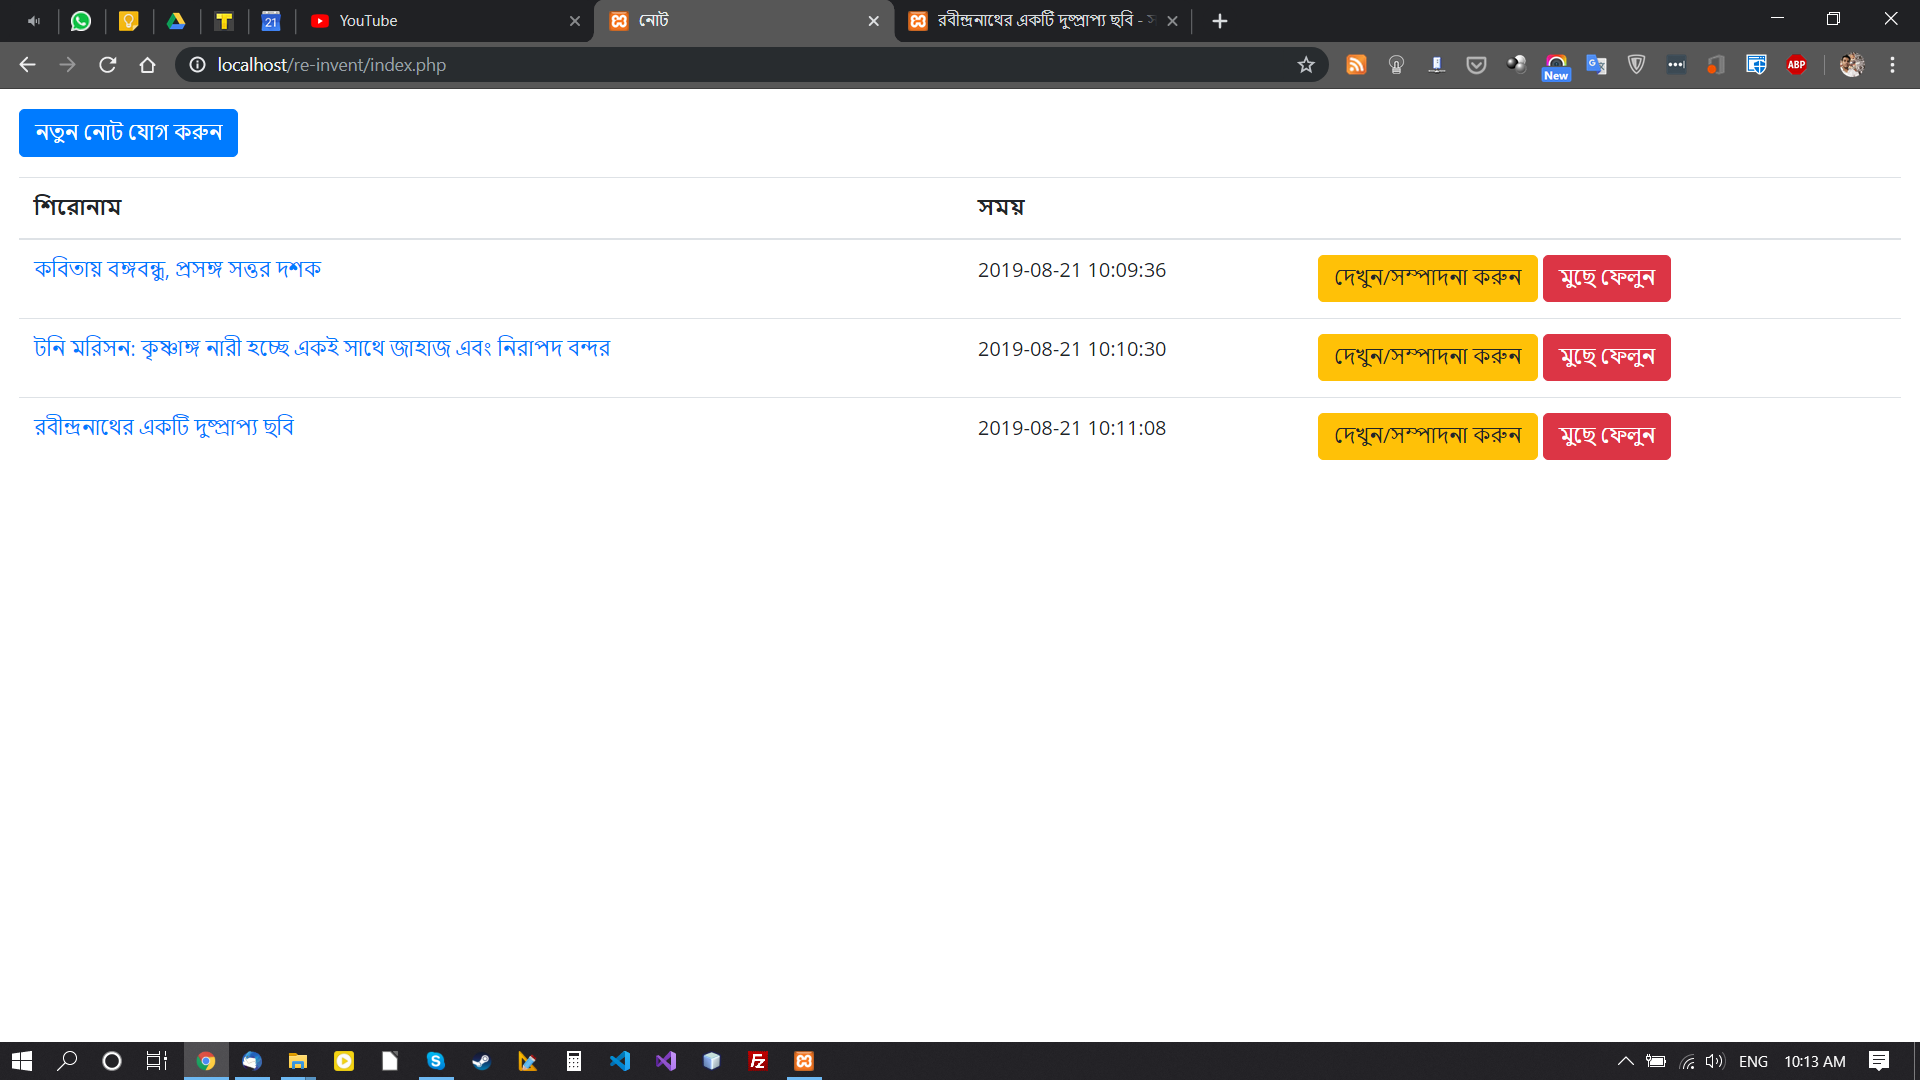 YouTube
নোট
রবীন্দ্রনাথের একটি দুষ্প্রাপ্য ছবি -
localhost/re-invent/index.php
New
ABP
21
নতুন নোট যোগ করুন
শিরোনাম সময়
কবিতায় বঙ্গবন্ধু, প্রসঙ্গ সত্তর দশক 2019-08-21 10:09:36 দেখুন/সম্পাদনা করুন মুছে ফেলুন
টনি মরিসন: কৃষ্ণাঙ্গ নারী হচ্ছে একই সাথে জাহাজ এবং নিরাপদ বন্দর 2019-08-21 10:10:30 দেখুন/সম্পাদনা করুন মুছে ফেলুন
রবীন্দ্রনাথের একটি দুষ্প্রাপ্য ছবি 2019-08-21 10:11:08 দেখুন/সম্পাদনা করুন মুছে ফেলুন
ENG 10:13 AM